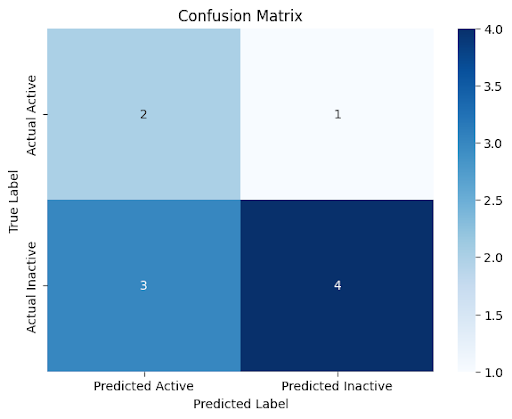 Confusion Matrix
True Label
Actual Active
Actual Inactive
2
1
3
4
Predicted Active
Predicted Inactive
Predicted Label
4.0
3.5
3.0
2.5
2.0
1.5
1.0